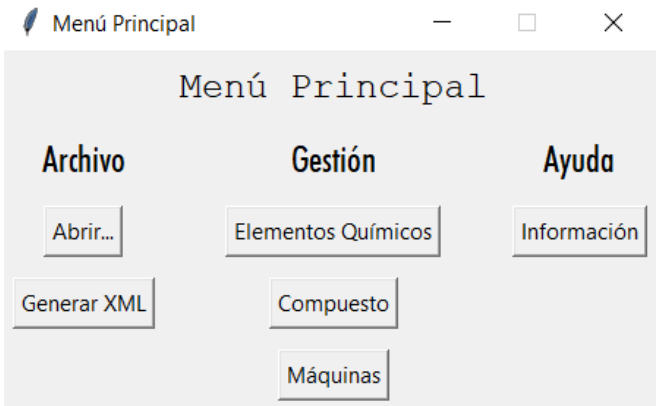 Menú Principal
Menú Principal
Archivo Gestión Ayuda
Abrir... Elementos Químicos Información
Generar XML Compuesto
Máquinas